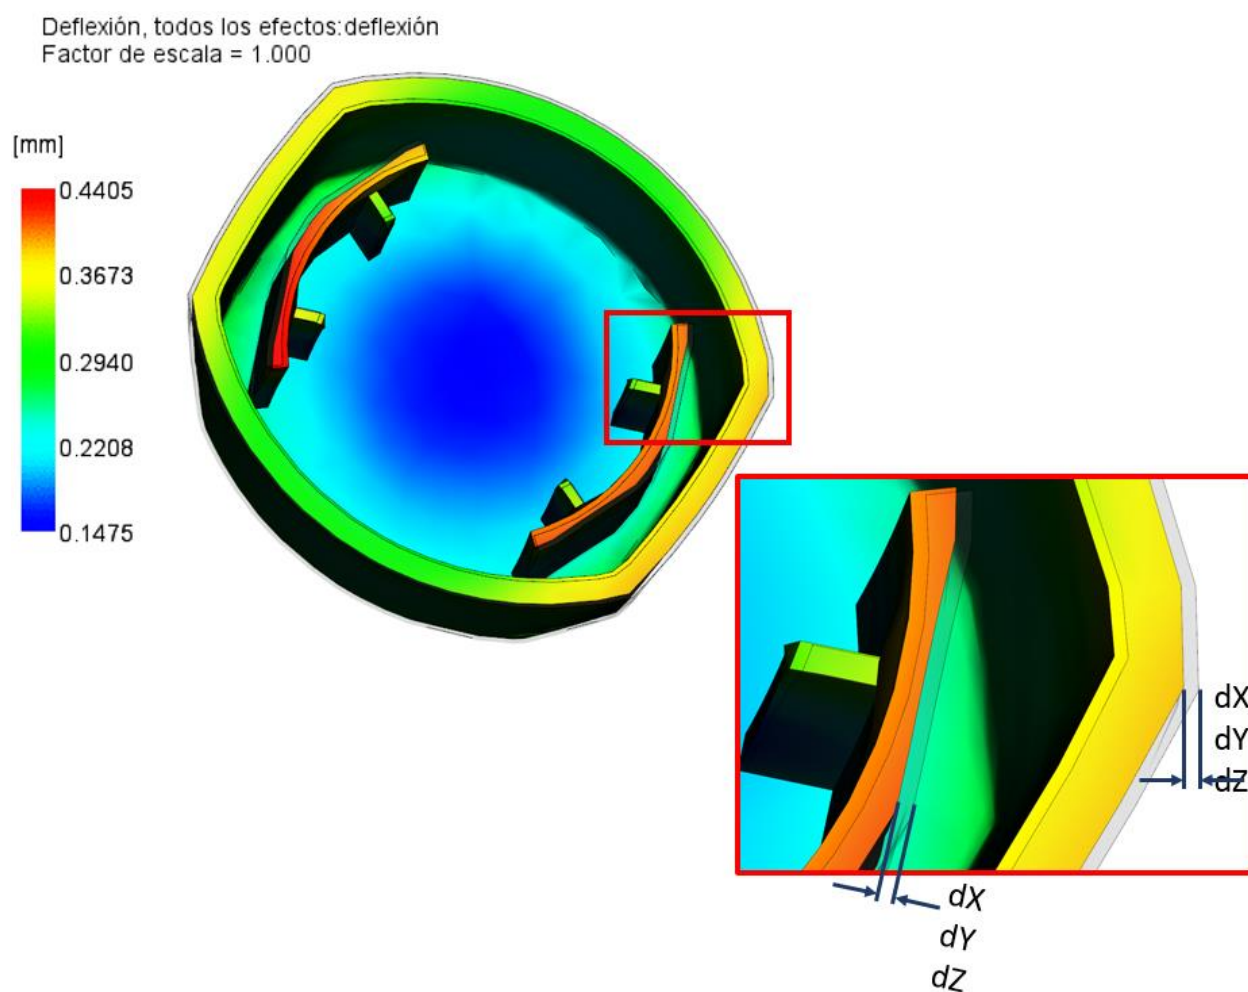 Deflexión, todos los efectos:deflexión
Factor de escala = 1.000
[mm]
0.4405
0.3673
0.2940
0.2208
0.1475
dX
dY
dZ
dX
dY
dZ